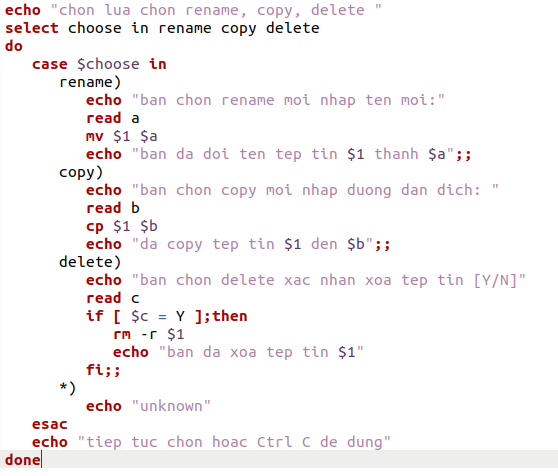 echo "chon lua chon rename, copy, delete "
select choose in rename copy delete
do
   case $choose in
      rename)
         echo "ban chon rename moi nhap ten moi:"
         read a
         mv $1 $a
         echo "ban da doi ten tep tin $1 thanh $a";;
      copy)
         echo "ban chon copy moi nhap duong dan dich: "
         read b
         cp $1 $b
         echo "da copy tep tin $1 den $b";;
      delete)
         echo "ban chon delete xac nhan xoa tep tin [Y/N]"
         read c
         if [ $c = Y ];then
            rm -r $1
            echo "ban da xoa tep tin $1"
         fi;;
      *)
         echo "unknown"
   esac
   echo "tiep tuc chon hoac Ctrl C de dung"
done